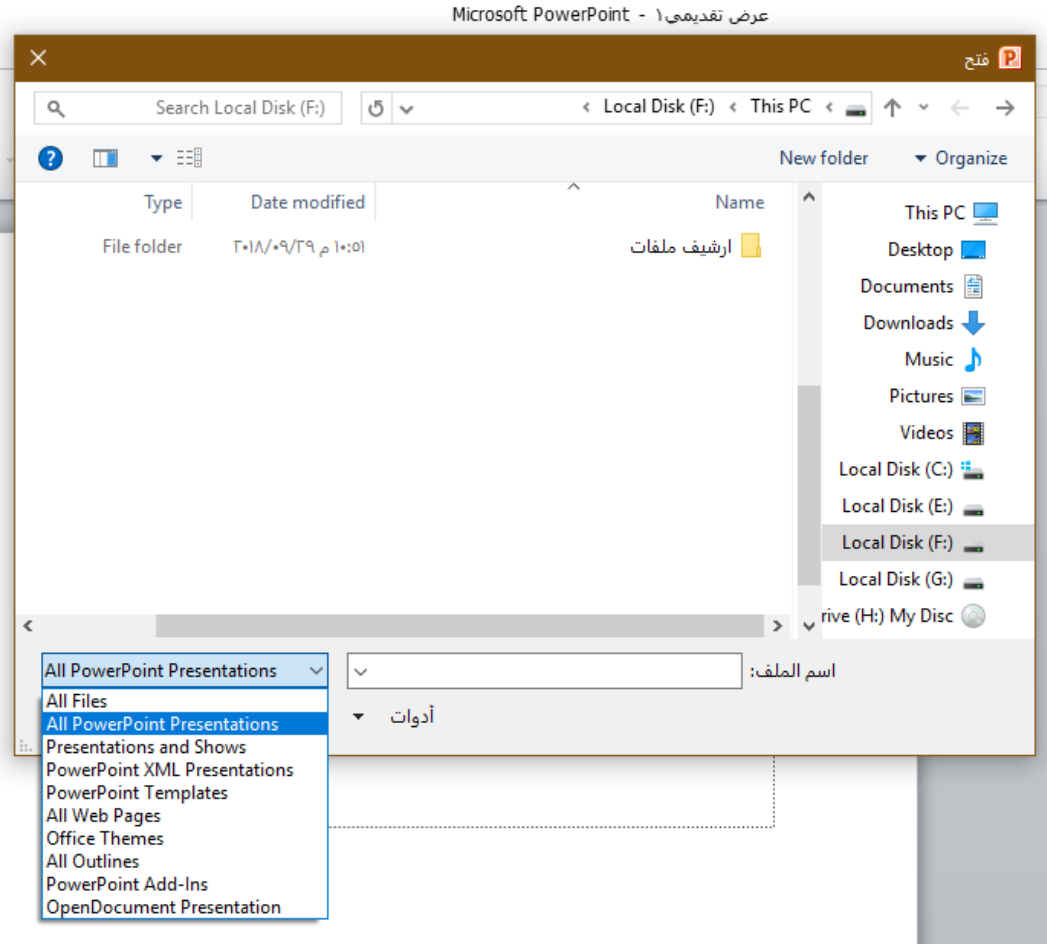 عرض تقديمي١ - Microsoft PowerPoint
فتح
This PC › Local Disk (F:) ›
Search Local Disk (F:)
Organize
New folder
Name
Date modified
Type
ارشيف ملفات
٢٠١٨/٠٩/٢٩ ١٠:٥١ م
File folder
This PC
Desktop
Documents
Downloads
Music
Pictures
Videos
Local Disk (C:)
Local Disk (E:)
Local Disk (F:)
Local Disk (G:)
rive (H:) My Disc
اسم الملف:
All PowerPoint Presentations
أدوات
All Files
All PowerPoint Presentations
Presentations and Shows
PowerPoint XML Presentations
PowerPoint Templates
All Web Pages
Office Themes
All Outlines
PowerPoint Add-Ins
OpenDocument Presentation